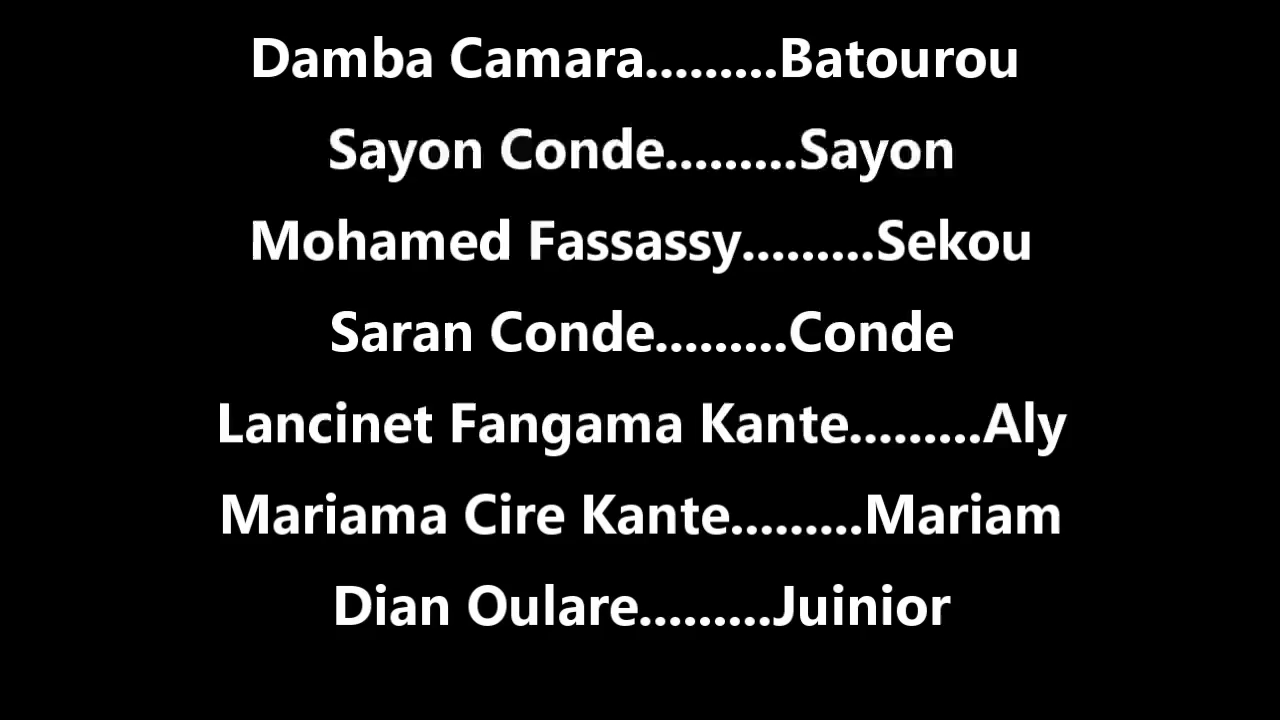 Damba Camara.........Batourou
Sayon Conde.........Sayon
Mohamed Fassassy.........Sekou
Saran Conde.........Conde
Lancinet Fangama Kante.........Aly
Mariama Cire Kante.........Mariam
Dian Oulare.........Juinior